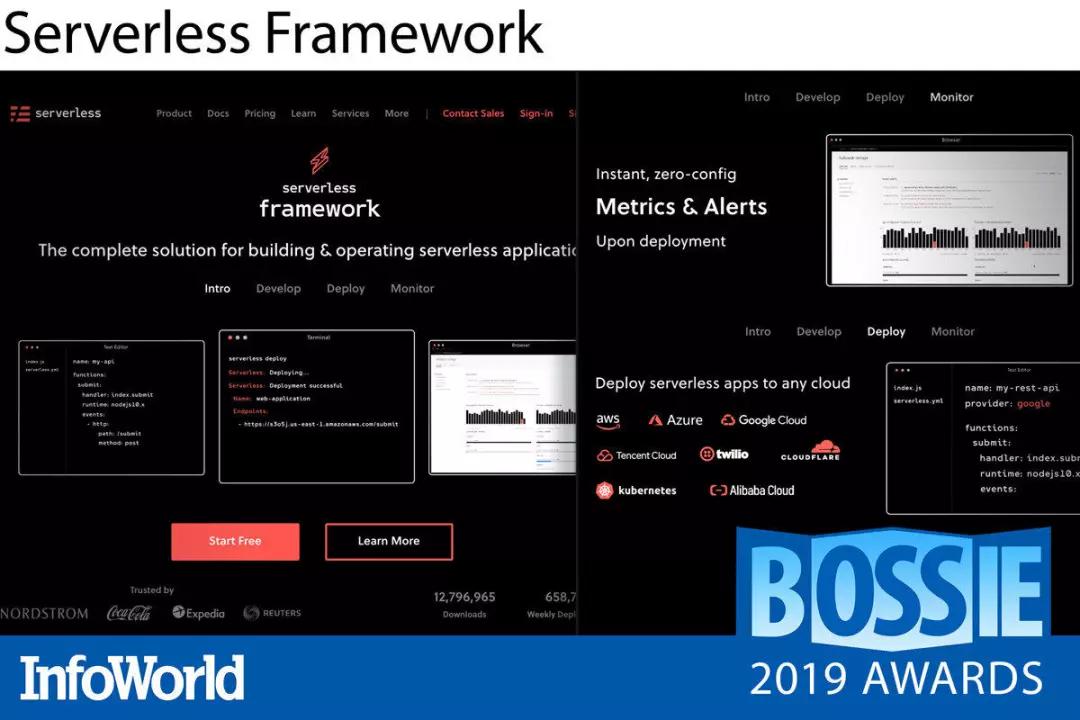 Serverless Framework
serverless
Product Docs Pricing Learn Services More | Contact Sales Sign-in
serverless
framework
The complete solution for building & operating serverless
Intro Develop Deploy Monitor
Text Editor
index.js
serverless.yml
name: my-api
functions:
submit:
handler: index.submit
runtime: nodejs10.x
events:
- http:
path: /submit
method: post
Terminal
serverless deploy
Serverless: Deploying..
Serverless: Deployment successful
Name: web-application
Endpoints:
- https://s3o5j.us-east-1.amazonaws.com/submit
Browser
Start Free
Learn More
Trusted by
NORDSTROM
Coca-Cola
Expedia
REUTERS
12,796,965
Downloads
658,7
Weekly
Intro Develop Deploy Monitor
Instant, zero-config
Metrics & Alerts
Upon deployment
Browser
Intro Develop Deploy Monitor
Deploy serverless apps to any cloud
aws
Azure
Google Cloud
Tencent Cloud
twilio
CLOUDFLARE
kubernetes
Alibaba Cloud
Text Editor
index.js
serverless.yml
name: my-rest-api
provider: google
functions:
submit:
handler:
runtime: nodejs10.x
events:
BOSSIE
2019 AWARDS
InfoWorld